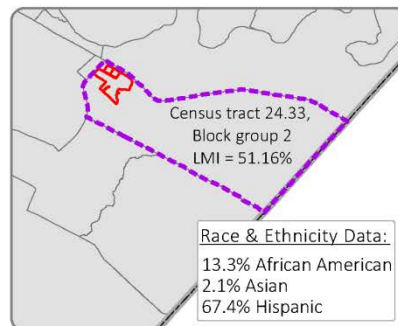 Census tract 24.33,
Block group 2
LMI = 51.16%
Race & Ethnicity Data:
13.3% African American
2.1% Asian
67.4% Hispanic